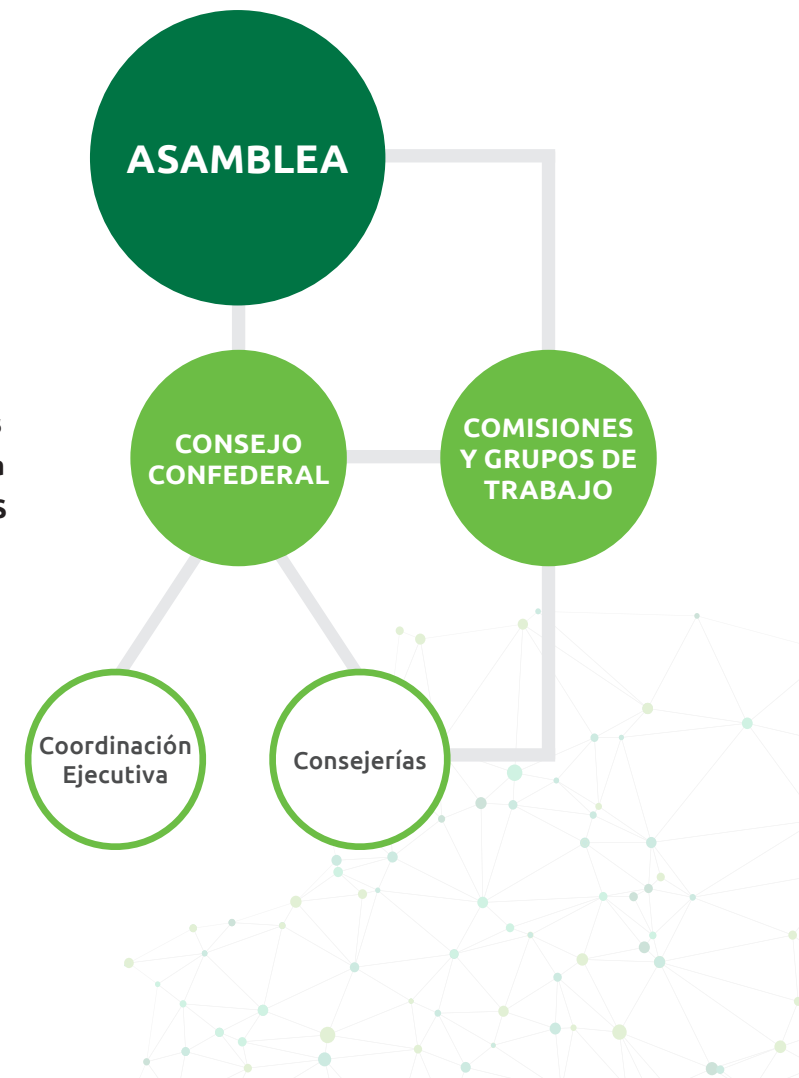 ASAMBLEA
CONSEJO
CONFEDERAL
COMISIONES
Y GRUPOS DE
TRABAJO
Coordinación
Ejecutiva
Consejerías